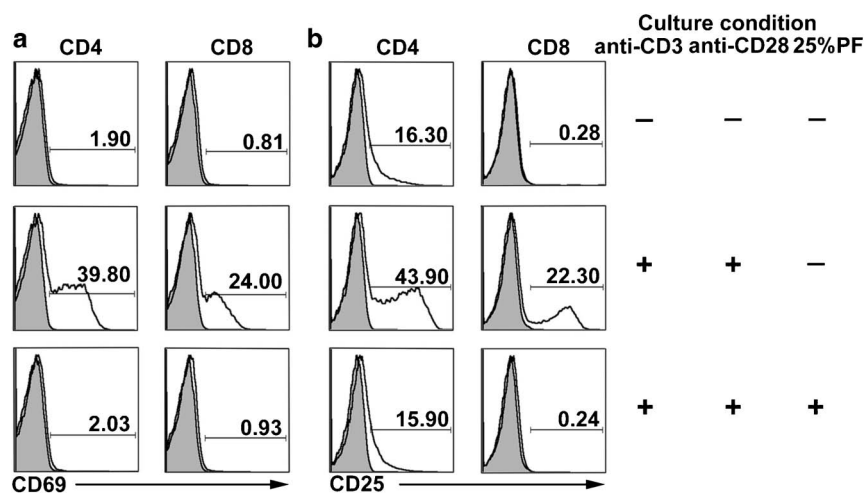 a
b
Culture condition
CD4
CD8
CD4
CD8
anti-CD3 anti-CD28 25%PF
1.90
0.81
16.30
0.28
– – –
39.80
24.00
43.90
22.30
+ + –
2.03
0.93
15.90
0.24
+ + +
CD69
CD25